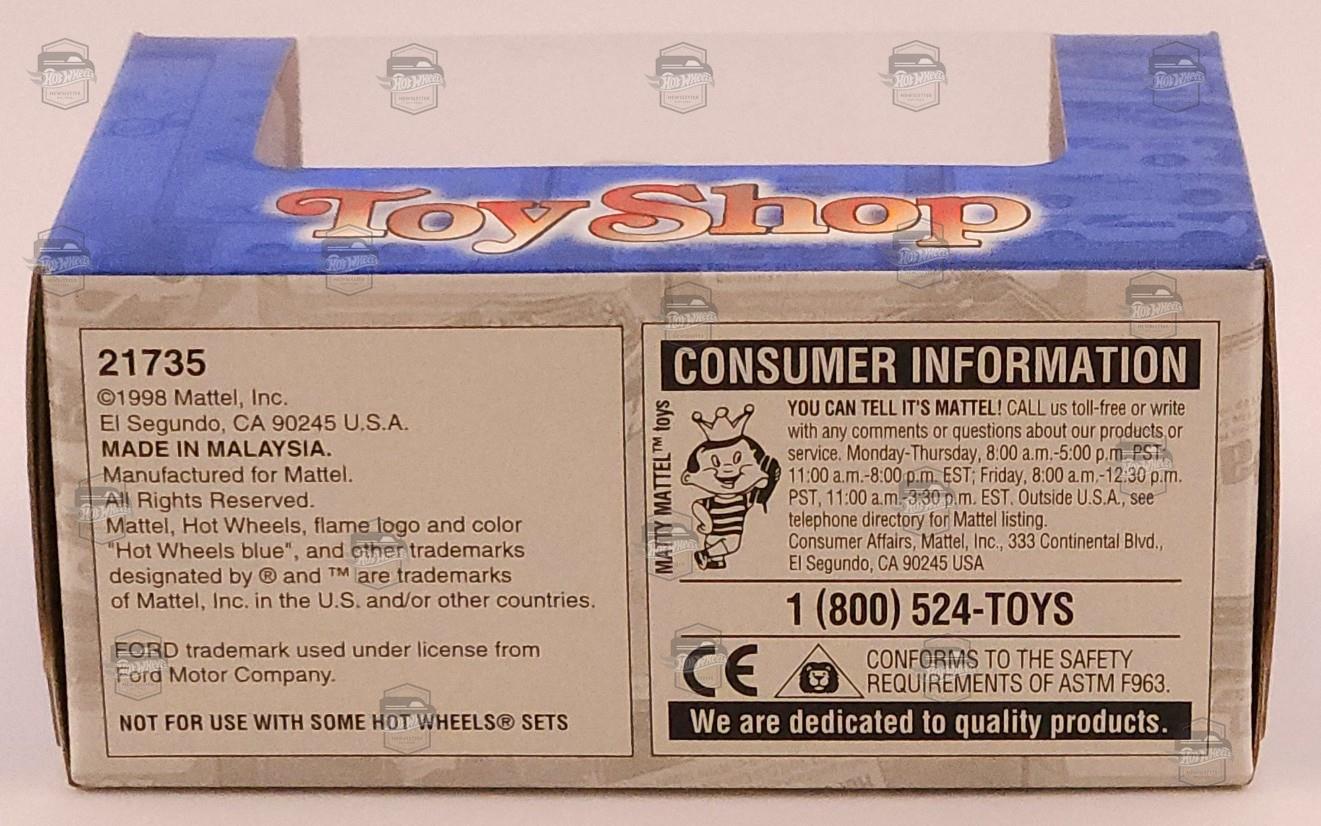 ToyShop
21735
©1998 Mattel, Inc.
El Segundo, CA 90245 U.S.A.
MADE IN MALAYSIA.
Manufactured for Mattel.
All Rights Reserved.
Mattel, Hot Wheels, flame logo and color
"Hot Wheels blue", and other trademarks
designated by ® and ™ are trademarks
of Mattel, Inc. in the U.S. and/or other countries.
FORD trademark used under license from
Ford Motor Company.
NOT FOR USE WITH SOME HOT WHEELS® SETS
CONSUMER INFORMATION
MATTY MATTEL™ toys
YOU CAN TELL IT'S MATTEL! CALL us toll-free or write
with any comments or questions about our products or
service. Monday-Thursday, 8:00 a.m.-5:00 p.m. PST;
11:00 a.m.-8:00 p.m. EST; Friday, 8:00 a.m.-12:30 p.m.
PST, 11:00 a.m.-3:30 p.m. EST. Outside U.S.A., see
telephone directory for Mattel listing.
Consumer Affairs, Mattel, Inc., 333 Continental Blvd.,
El Segundo, CA 90245 USA
1 (800) 524-TOYS
CE
CONFORMS TO THE SAFETY
REQUIREMENTS OF ASTM F963.
We are dedicated to quality products.
Hot Wheels
NEWSLETTER